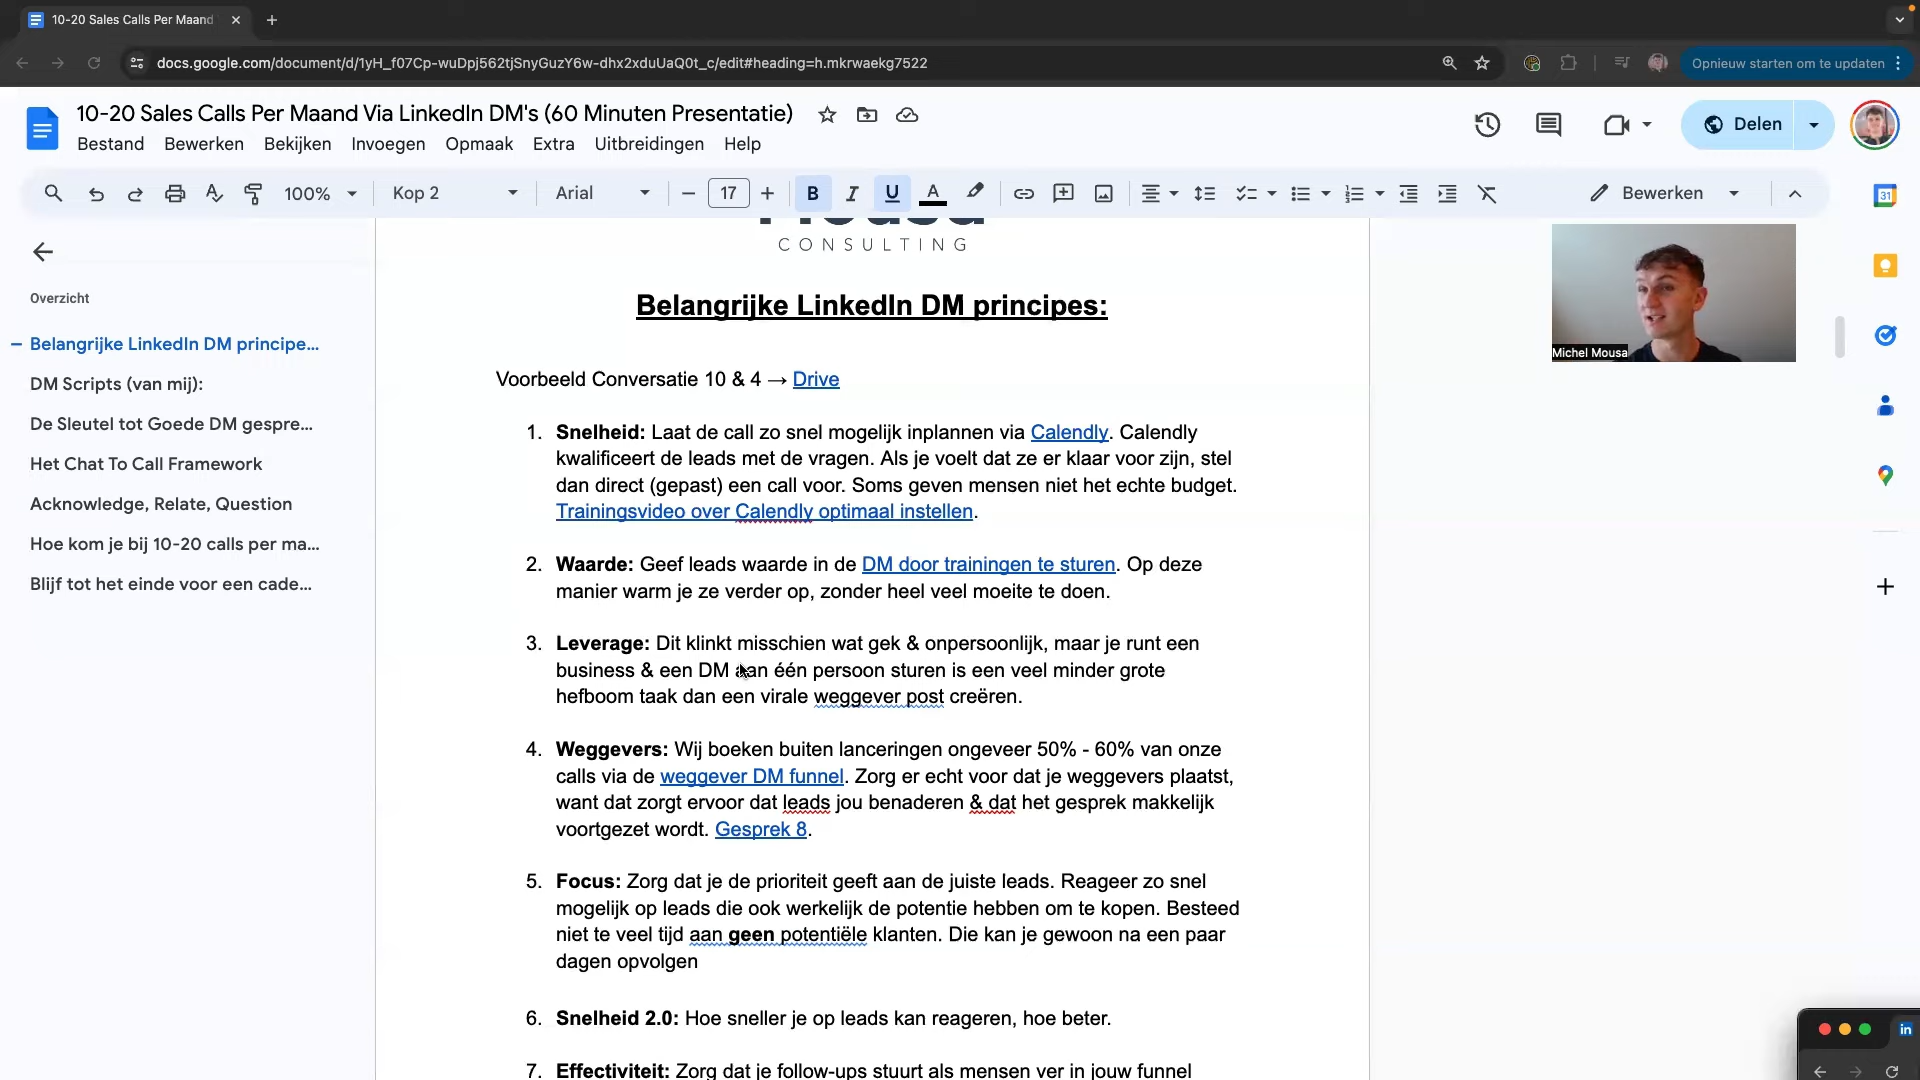 10-20 Sales Calls Per Maand
docs.google.com/document/d/1yH_f07Cp-wuDpj562tjSnyGuzY6w-dhx2xduUaQ0t_c/edit#heading=h.mkrwaekg7522
Opnieuw starten om te updaten
10-20 Sales Calls Per Maand Via LinkedIn DM's (60 Minuten Presentatie)
Bestand Bewerken Bekijken Invoegen Opmaak Extra Uitbreidingen Help
Delen
100% Kop 2 Arial 17 B I U A Bewerken
31
Overzicht
Belangrijke LinkedIn DM principe...
DM Scripts (van mij):
De Sleutel tot Goede DM gespre...
Het Chat To Call Framework
Acknowledge, Relate, Question
Hoe kom je bij 10-20 calls per ma...
Blijf tot het einde voor een cade...
CONSULTING
Belangrijke LinkedIn DM principes:
Voorbeeld Conversatie 10 & 4 → Drive
1. Snelheid: Laat de call zo snel mogelijk inplannen via Calendly. Calendly
kwalificeert de leads met de vragen. Als je voelt dat ze er klaar voor zijn, stel
dan direct (gepast) een call voor. Soms geven mensen niet het echte budget.
Trainingsvideo over Calendly optimaal instellen.
2. Waarde: Geef leads waarde in de DM door trainingen te sturen. Op deze
manier warm je ze verder op, zonder heel veel moeite te doen.
3. Leverage: Dit klinkt misschien wat gek & onpersoonlijk, maar je runt een
business & een DM aan één persoon sturen is een veel minder grote
hefboom taak dan een virale weggever post creëren.
4. Weggevers: Wij boeken buiten lanceringen ongeveer 50% - 60% van onze
calls via de weggever DM funnel. Zorg er echt voor dat je weggevers plaatst,
want dat zorgt ervoor dat leads jou benaderen & dat het gesprek makkelijk
voortgezet wordt. Gesprek 8.
5. Focus: Zorg dat je de prioriteit geeft aan de juiste leads. Reageer zo snel
mogelijk op leads die ook werkelijk de potentie hebben om te kopen. Besteed
niet te veel tijd aan geen potentiële klanten. Die kan je gewoon na een paar
dagen opvolgen
6. Snelheid 2.0: Hoe sneller je op leads kan reageren, hoe beter.
7. Effectiviteit: Zorg dat je follow-ups stuurt als mensen ver in jouw funnel
Michel Mousa
in